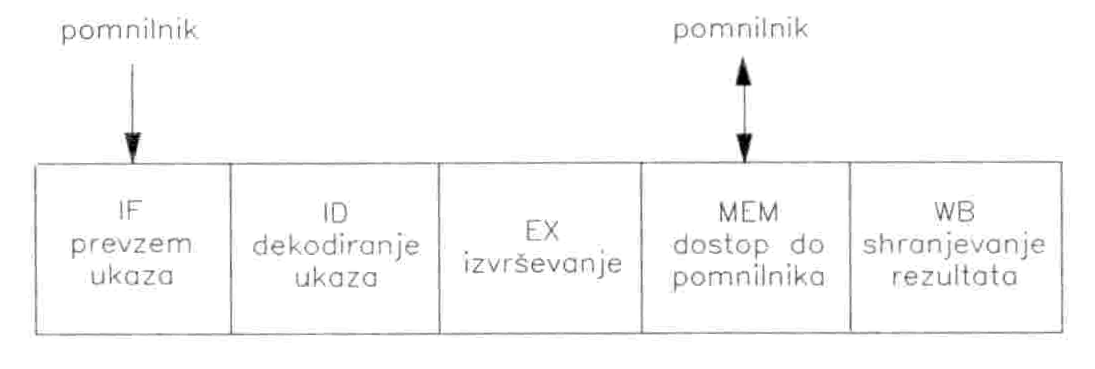 pomnilnik
pomnilnik
IF
prevzem
ukaza
ID
dekodiranje
ukaza
EX
izvrševanje
MEM
dostop do
pomnilnika
WB
shranjevanje
rezultata